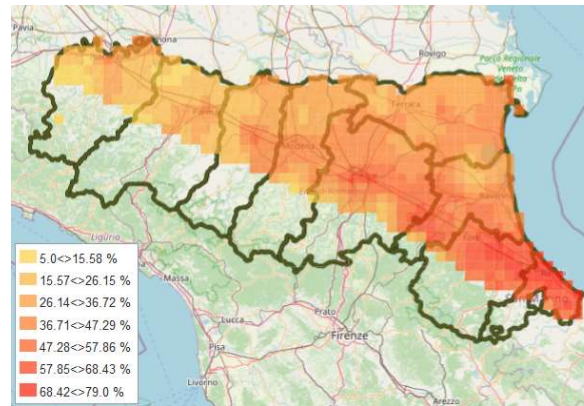 Pavia
Rovigo
Parco Regionale
Veneto
Ferrara
Liguria
Massa
Lucca
Prato
Firenze
Pisa
Livorno
Arezzo
5.0<>15.58 %
15.57<>26.15 %
26.14<>36.72 %
36.71<>47.29 %
47.28<>57.86 %
57.85<>68.43 %
68.42<>79.0 %